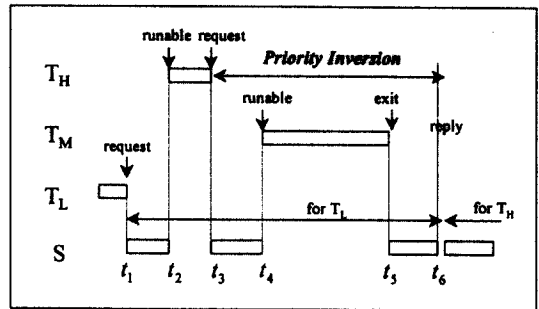 runable request
T_H
Priority Inversion
runable
exit
T_M
reply
request
T_L
for T_L
for T_H
S
t_1 t_2 t_3 t_4 t_5 t_6